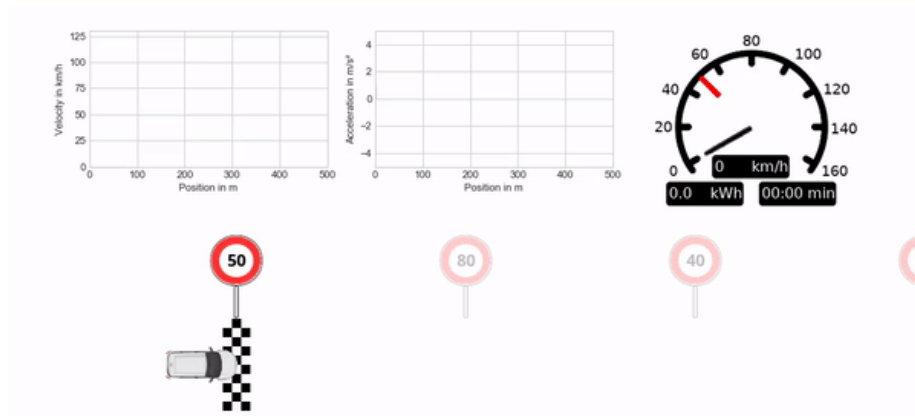 125
100
75
50
25
0
Velocity in km/h
0 100 200 300 400 500
Position in m
4
2
0
−2
−4
Acceleration in m/s²
0 100 200 300 400 500
Position in m
0
20
40
60
80
100
120
140
160
0 km/h
0.0 kWh
00:00 min
50
80
40